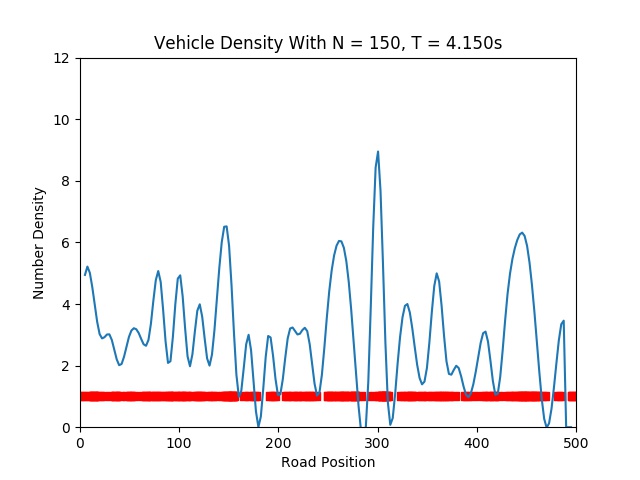 Vehicle Density With N = 150, T = 4.150s
12
10
8
6
4
2
0
Number Density
0 100 200 300 400 500
Road Position